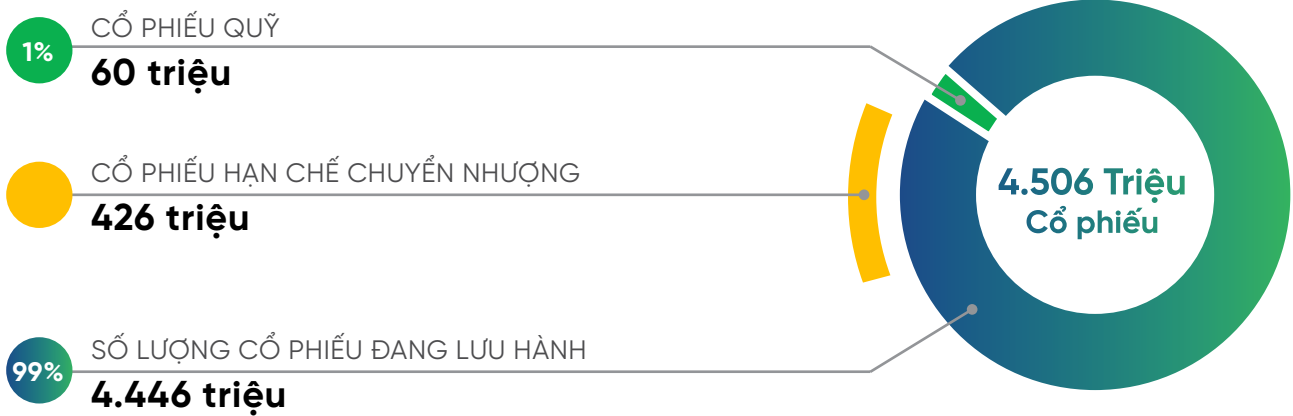 1%
CỔ PHIẾU QUỸ
60 triệu
CỔ PHIẾU HẠN CHẾ CHUYỂN NHƯỢNG
426 triệu
99%
SỐ LƯỢNG CỔ PHIẾU ĐANG LƯU HÀNH
4.446 triệu
4.506 Triệu
Cổ phiếu